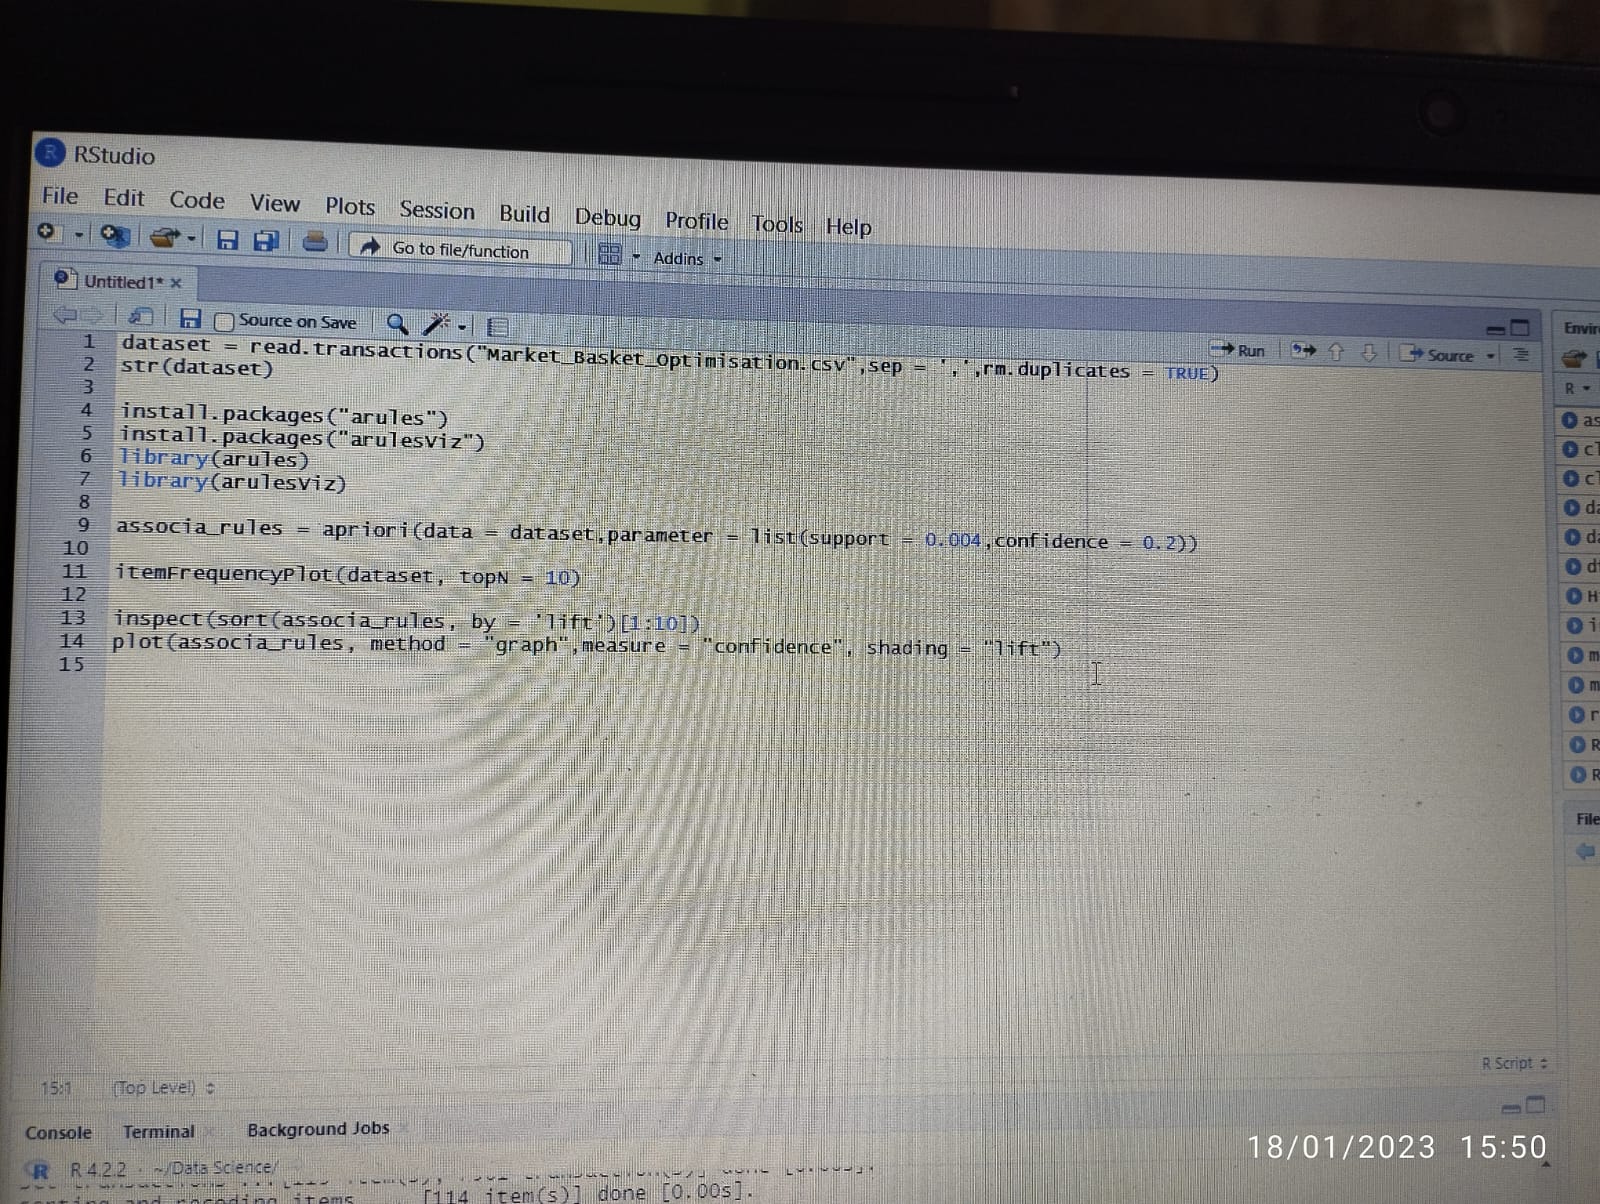 RStudio
File Edit Code View Plots Session Build Debug Profile Tools Help
Go to file/function Addins
Untitled1*
Source on Save Run Source
1 dataset = read.transactions("Market_Basket_Optimisation.csv",sep = ',',rm.duplicates = TRUE)
2 str(dataset)
3
4 install.packages("arules")
5 install.packages("arulesViz")
6 library(arules)
7 library(arulesViz)
8
9 associa_rules = apriori(data = dataset,parameter = list(support = 0.004,confidence = 0.2))
10
11 itemFrequencyPlot(dataset, topN = 10)
12
13 inspect(sort(associa_rules, by = 'lift')[1:10])
14 plot(associa_rules, method = "graph",measure = "confidence", shading = "lift")
15
15:1 (Top Level) R Script
Console Terminal Background Jobs
R 4.2.2 · ~/Data Science/
sorting and recoding items [114 item(s)] done [0.00s].
Envir
R
as
cl
cl
da
da
df
H
i
m
m
r
R
R
File
18/01/2023 15:50